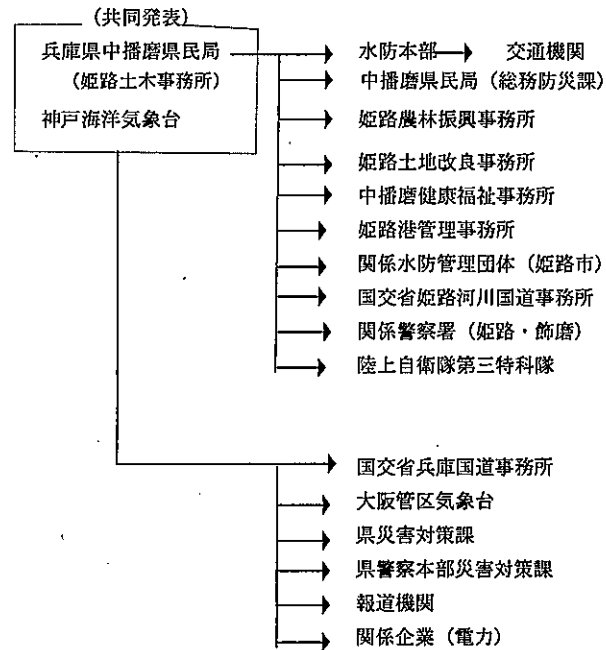 (共同発表)
兵庫県中播磨県民局
(姫路土木事務所)
神戸海洋気象台
水防本部 交通機関
中播磨県民局(総務防災課)
姫路農林振興事務所
姫路土地改良事務所
中播磨健康福祉事務所
姫路港管理事務所
関係水防管理団体(姫路市)
国交省姫路河川国道事務所
関係警察署(姫路・飾磨)
陸上自衛隊第三特科隊
国交省兵庫国道事務所
大阪管区気象台
県災害対策課
県警察本部災害対策課
報道機関
関係企業(電力)